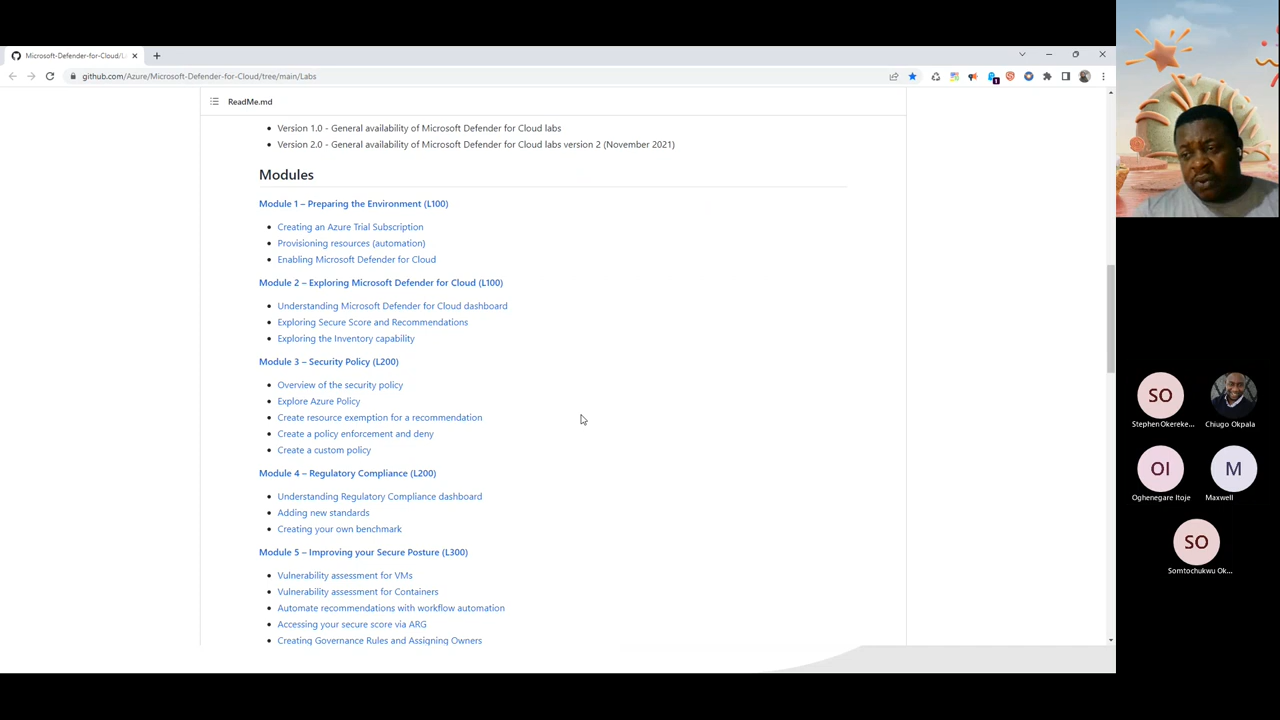 Microsoft-Defender-for-Cloud/L
github.com/Azure/Microsoft-Defender-for-Cloud/tree/main/Labs
1
ReadMe.md
Version 1.0 - General availability of Microsoft Defender for Cloud labs
Version 2.0 - General availability of Microsoft Defender for Cloud labs version 2 (November 2021)
Modules
Module 1 – Preparing the Environment (L100)
Creating an Azure Trial Subscription
Provisioning resources (automation)
Enabling Microsoft Defender for Cloud
Module 2 – Exploring Microsoft Defender for Cloud (L100)
Understanding Microsoft Defender for Cloud dashboard
Exploring Secure Score and Recommendations
Exploring the Inventory capability
Module 3 – Security Policy (L200)
Overview of the security policy
Explore Azure Policy
Create resource exemption for a recommendation
Create a policy enforcement and deny
Create a custom policy
Module 4 – Regulatory Compliance (L200)
Understanding Regulatory Compliance dashboard
Adding new standards
Creating your own benchmark
Module 5 – Improving your Secure Posture (L300)
Vulnerability assessment for VMs
Vulnerability assessment for Containers
Automate recommendations with workflow automation
Accessing your secure score via ARG
Creating Governance Rules and Assigning Owners
SO
Stephen Okereke...
Chiugo Okpala
OI
Oghenegare Itoje
M
Maxwell
SO
Somtochukwu Ok...